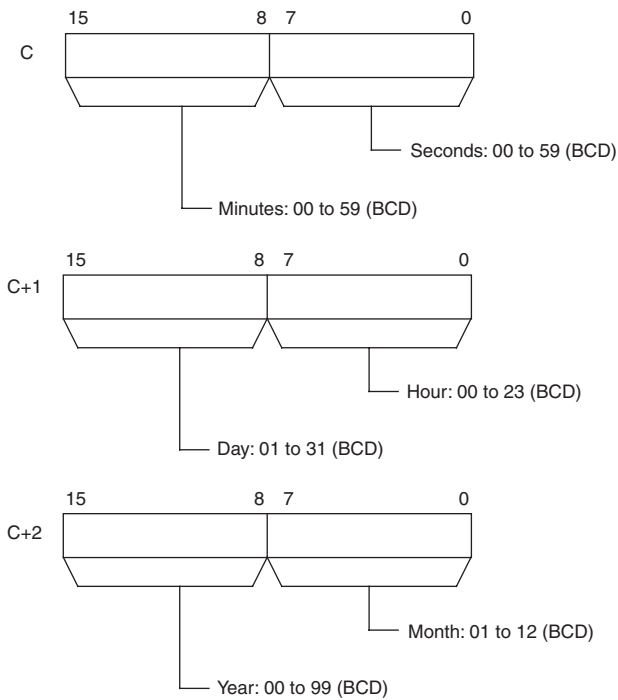 15 8 7 0
C
Seconds: 00 to 59 (BCD)
Minutes: 00 to 59 (BCD)
15 8 7 0
C+1
Hour: 00 to 23 (BCD)
Day: 01 to 31 (BCD)
15 8 7 0
C+2
Month: 01 to 12 (BCD)
Year: 00 to 99 (BCD)